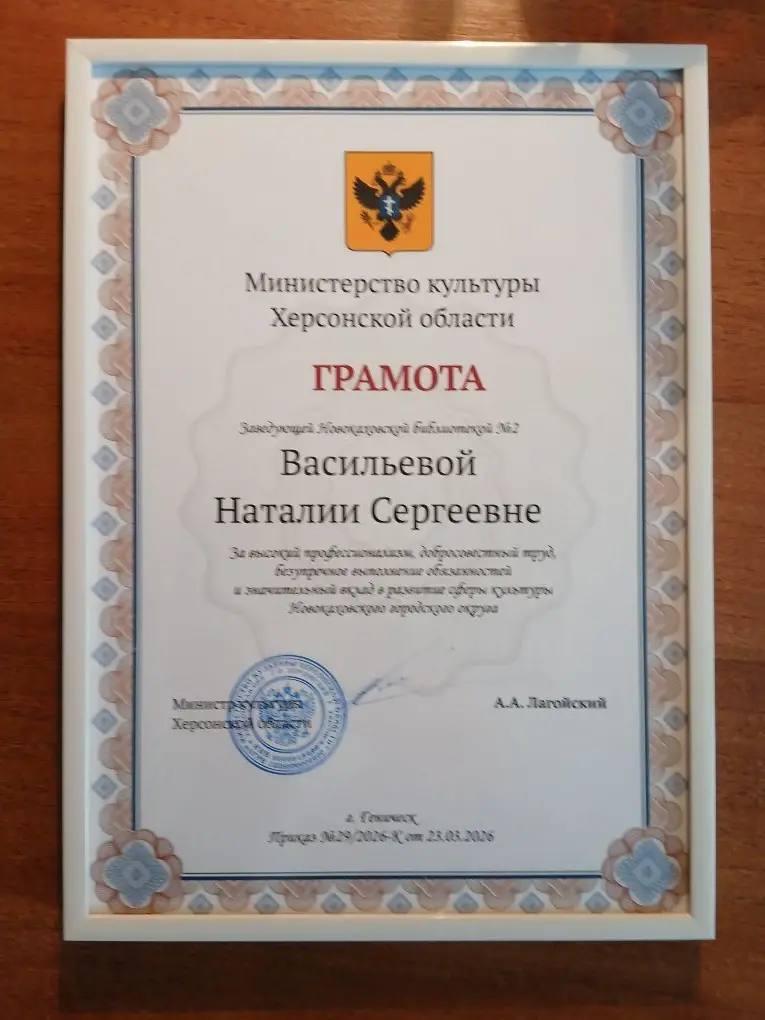 Министерство культуры
Херсонской области
ГРАМОТА
Заведующей Новокаховской библиотекой №2
Васильевой
Наталии Сергеевне
За высокий профессионализм, добросовестный труд,
безупречное выполнение обязанностей
и значительный вклад в развитие сферы культуры
Новокаховского городского округа
Министр культуры
Херсонской области
А.А. Лагойский
г. Геническ
Приказ №29/2026-К от 23.03.2026